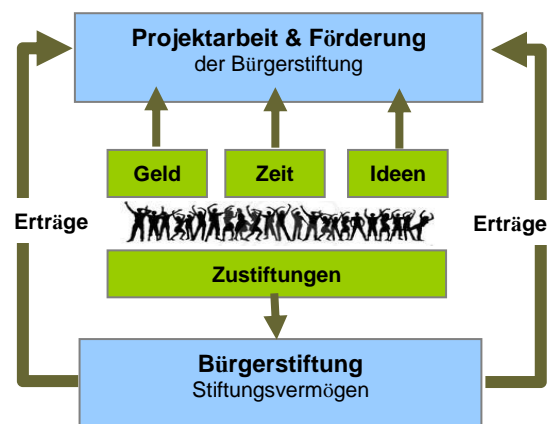 Projektarbeit & Förderung
der Bürgerstiftung
Geld
Zeit
Ideen
Erträge
Erträge
Zustiftungen
Bürgerstiftung
Stiftungsvermögen